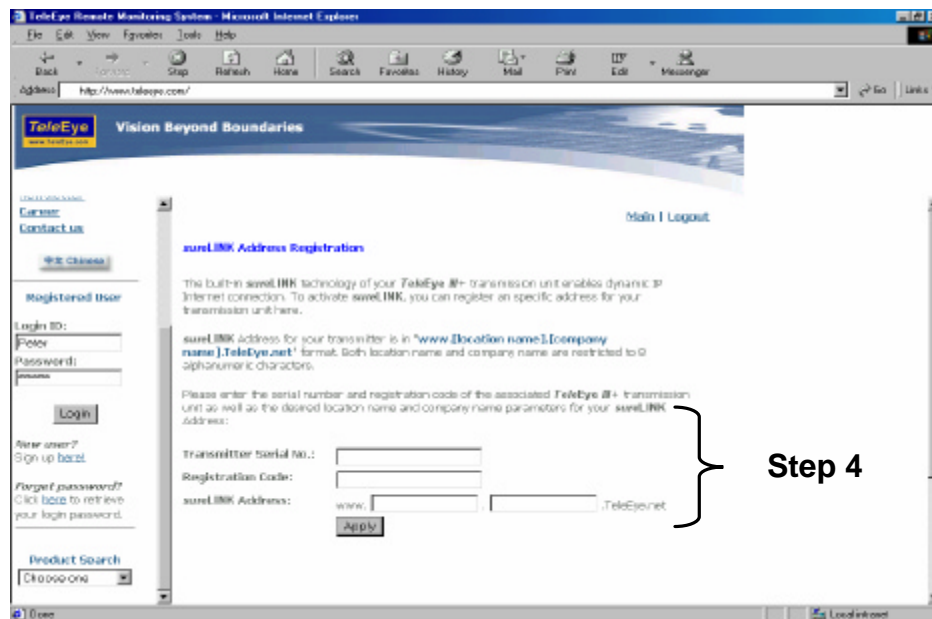 TeleEye Remote Monitoring System - Microsoft Internet Explorer
File Edit View Favorites Tools Help
Back Forward Stop Refresh Home Search Favorites History Mail Print Edit Messenger
Address http://www.teleeye.com/ Go Links
TeleEye
www.TeleEye.com
Vision Beyond Boundaries
Career
Contact us
中文 Chinese
Registered User
Login ID:
Peter
Password:
Login
New user?
Sign up here!
Forget password?
Click here to retrieve
your login password.
Product Search
Choose one
Main | Logout
sureLINK Address Registration
The built-in sureLINK technology of your TeleEye III+ transmission unit enables dynamic IP
Internet connection. To activate sureLINK, you can register an specific address for your
transmission unit here.
sureLINK Address for your transmitter is in "www.[location name].[company
name].TeleEye.net" format. Both location name and company name are restricted to
alphanumeric characters.
Please enter the serial number and registration code of the associated TeleEye III+ transmission
unit as well as the desired location name and company name parameters for your sureLINK
Address:
Transmitter Serial No.:
Registration Code:
sureLINK Address: www. . .TeleEye.net
Apply
Step 4
Done
Local intranet